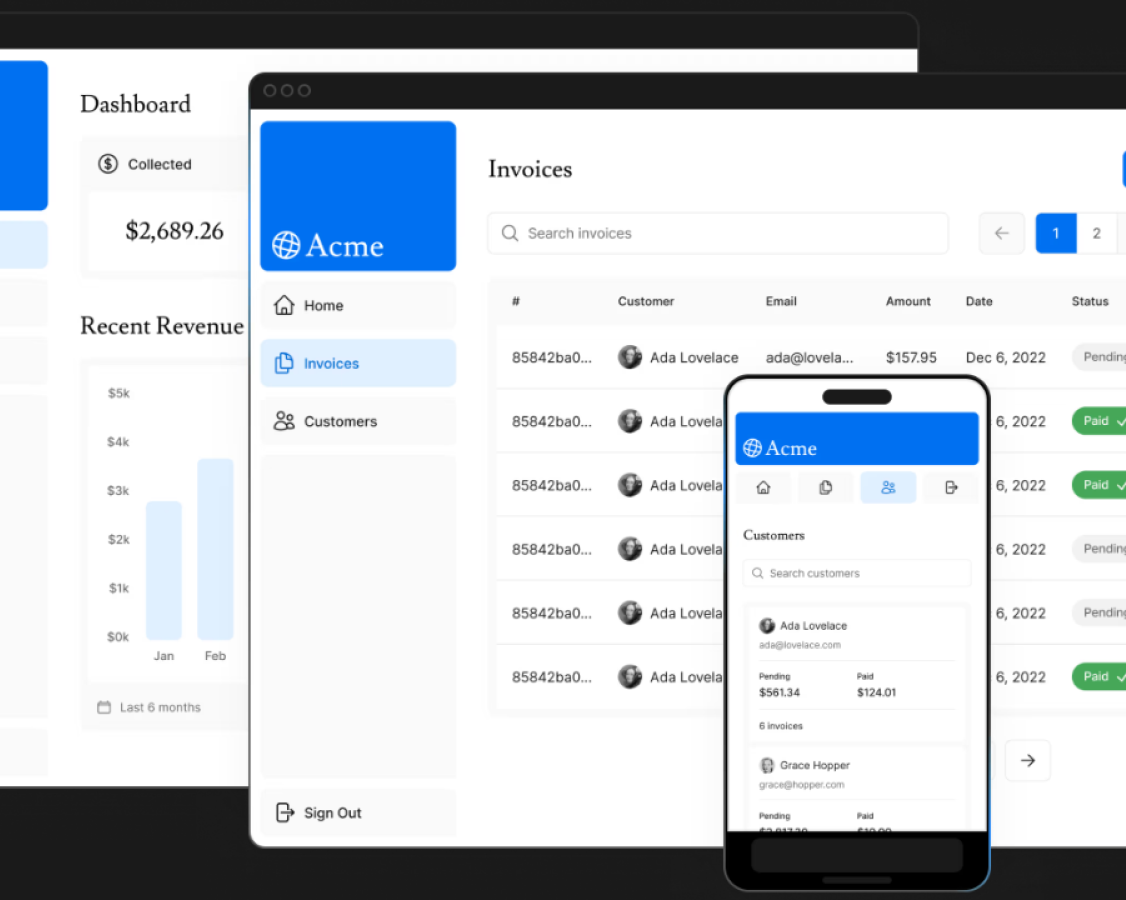 Dashboard
Collected
$2,689.26
Recent Revenue
$5k
$4k
$3k
$2k
$1k
$0k
Jan Feb
Last 6 months
Acme
Home
Invoices
Customers
Sign Out
Invoices
Search invoices
1 2
# Customer Email Amount Date Status
85842ba0... Ada Lovelace ada@lovela... $157.95 Dec 6, 2022 Pending
85842ba0... Ada Lovela 6, 2022 Paid
85842ba0... Ada Lovela 6, 2022 Paid
85842ba0... Ada Lovela 6, 2022 Pending
85842ba0... Ada Lovela 6, 2022 Pending
85842ba0... Ada Lovela 6, 2022 Paid
Acme
Customers
Search customers
Ada Lovelace
ada@lovelace.com
Pending Paid
$561.34 $124.01
6 invoices
Grace Hopper
grace@hopper.com
Pending Paid